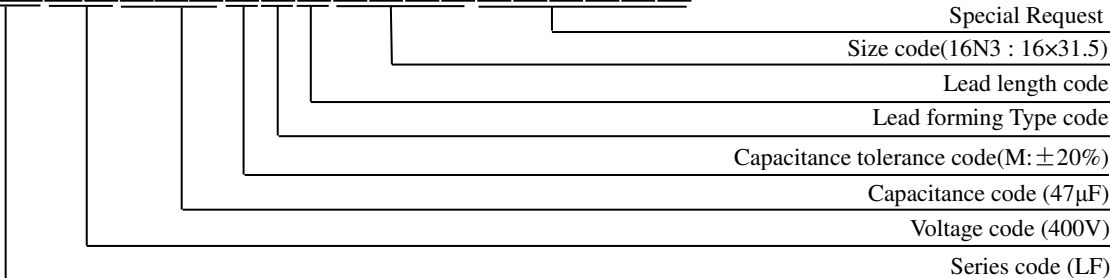 Special Request
Size code(16N3 : 16×31.5)
Lead length code
Lead forming Type code
Capacitance tolerance code(M:±20%)
Capacitance code (47μF)
Voltage code (400V)
Series code (LF)